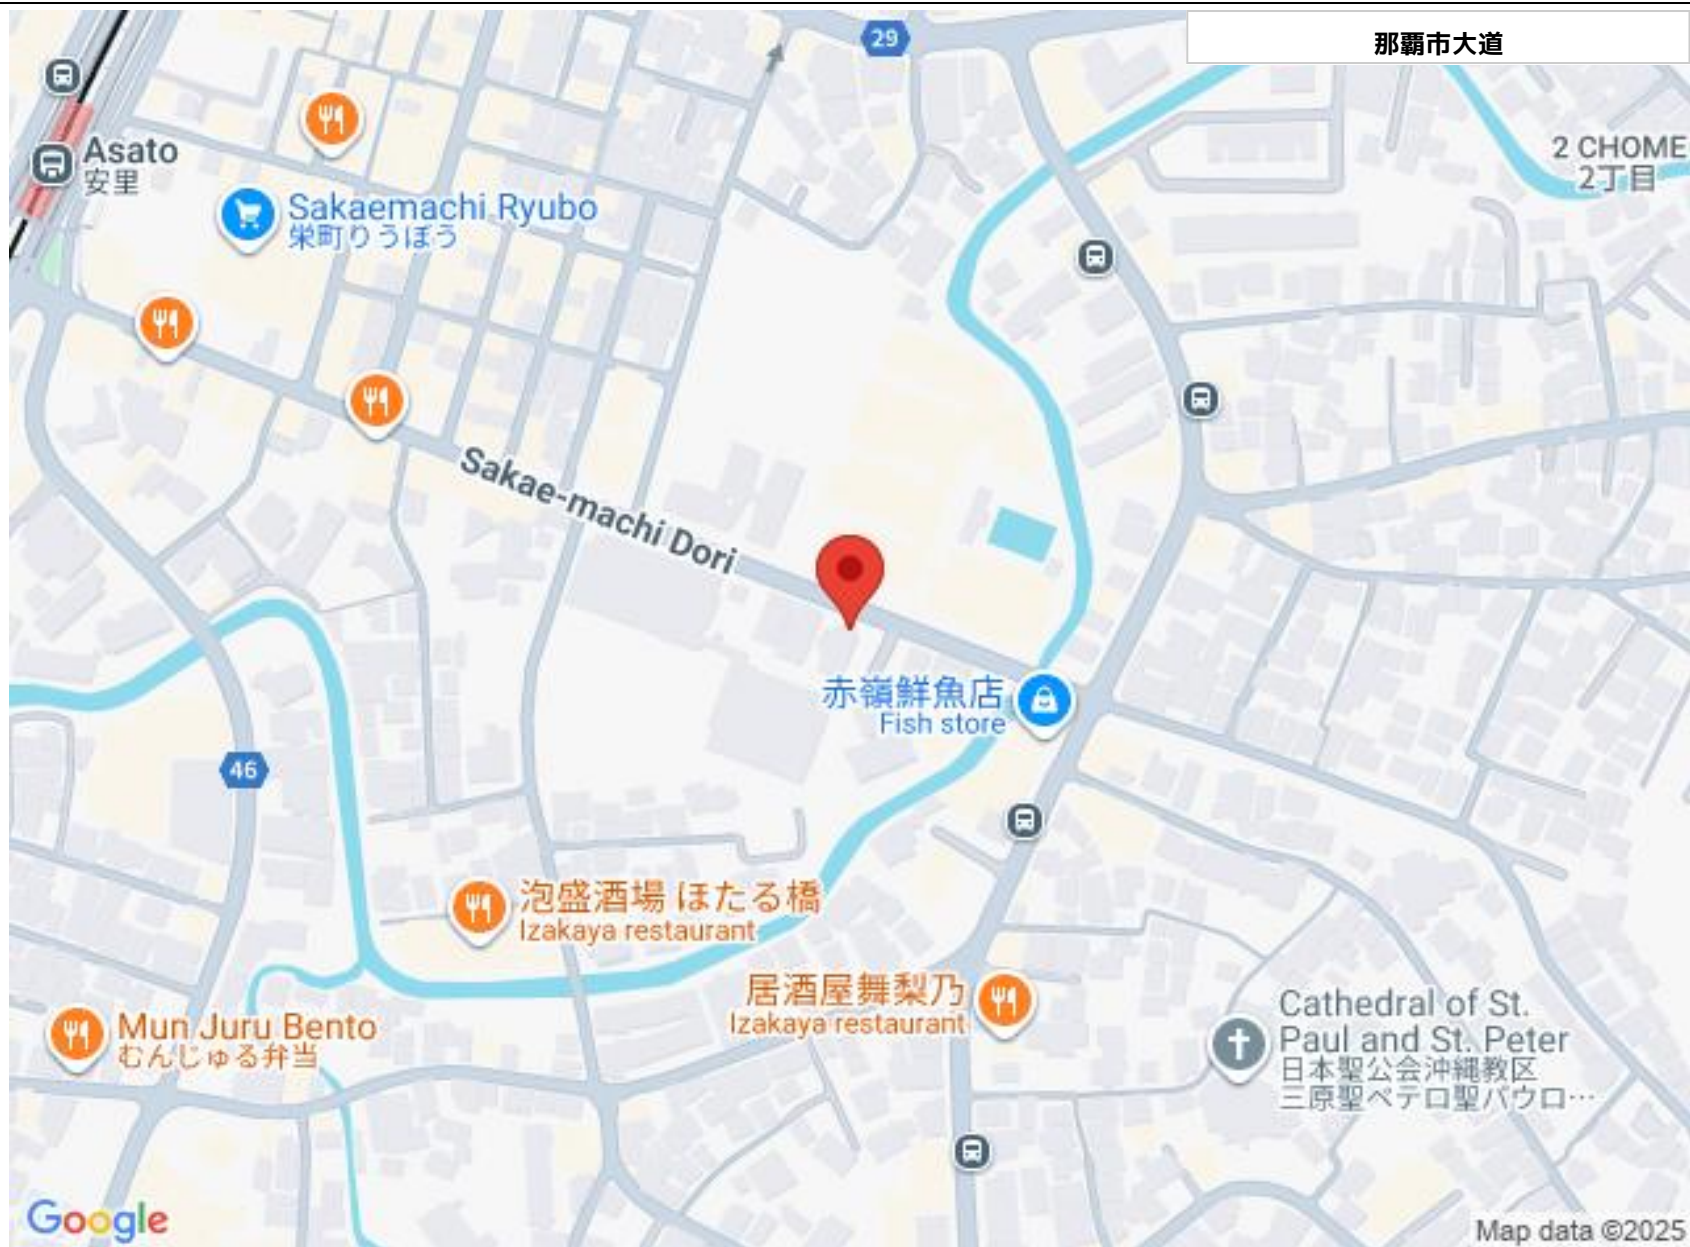 29
那覇市大道
Asato
安里
2 CHOME
2丁目
Sakaemachi Ryubo
栄町りうぼう
Sakae-machi Dori
赤嶺鮮魚店
Fish store
46
泡盛酒場 ほたる橋
Izakaya restaurant
居酒屋舞梨乃
Izakaya restaurant
Mun Juru Bento
むんじゅる弁当
Cathedral of St.
Paul and St. Peter
日本聖公会沖縄教区
三原聖ペテロ聖パウロ…
Google
Map data ©2025